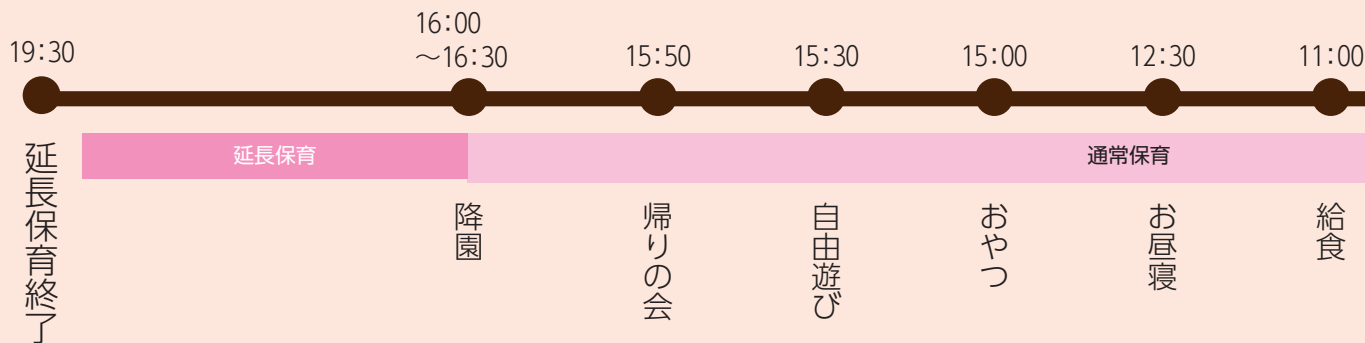 11:00
給食
12:30
お昼寝
15:00
おやつ
15:30
自由遊び
15:50
帰りの会
16:00
～16:30
降園
19:30
延長保育終了
通常保育
延長保育